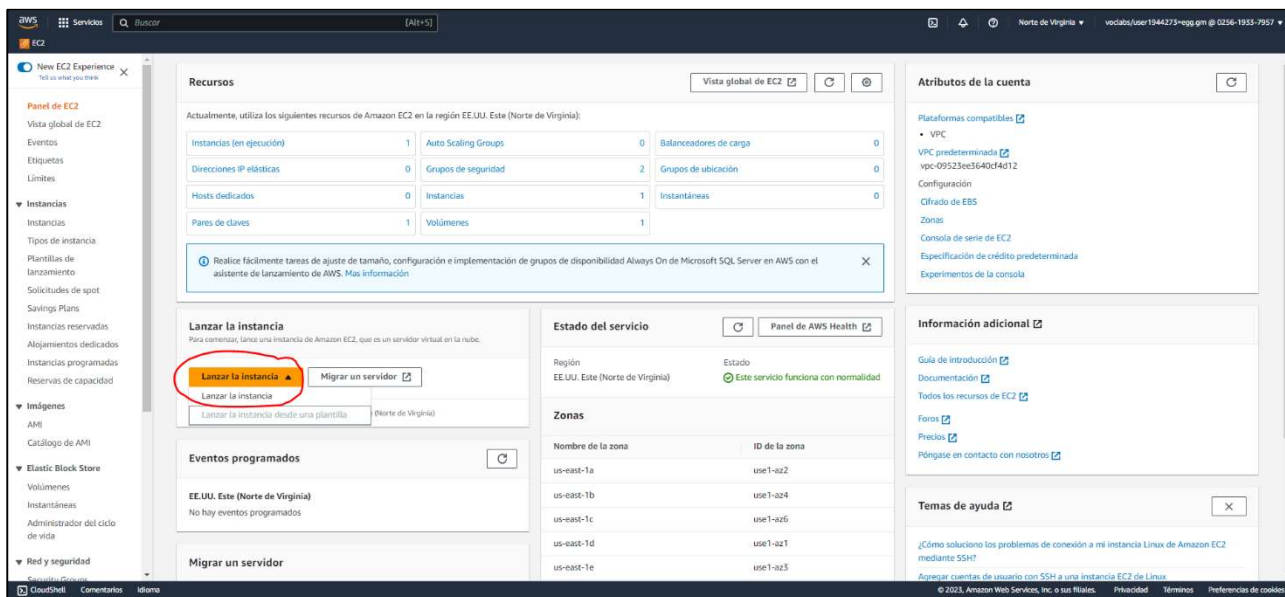 aws
Servicios
Buscar
[Alt+S]
Norte de Virginia
voclabs/user1944273=egg.gm @ 0256-1933-7957
EC2
New EC2 Experience
Tell us what you think
Panel de EC2
Vista global de EC2
Eventos
Etiquetas
Límites
Instancias
Instancias
Tipos de instancia
Plantillas de
lanzamiento
Solicitudes de spot
Savings Plans
Instancias reservadas
Alojamientos dedicados
Instancias programadas
Reservas de capacidad
Imágenes
AMI
Catálogo de AMI
Elastic Block Store
Volúmenes
Instantáneas
Administrador del ciclo
de vida
Red y seguridad
Security Groups
Recursos
Vista global de EC2
Actualmente, utiliza los siguientes recursos de Amazon EC2 en la región EE.UU. Este (Norte de Virginia):
Instancias (en ejecución) 1
Auto Scaling Groups 0
Balanceadores de carga 0
Direcciones IP elásticas 0
Grupos de seguridad 2
Grupos de ubicación 0
Hosts dedicados 0
Instancias 1
Instantáneas 0
Pares de claves 1
Volúmenes 1
Realice fácilmente tareas de ajuste de tamaño, configuración e implementación de grupos de disponibilidad Always On de Microsoft SQL Server en AWS con el
asistente de lanzamiento de AWS. Mas información
Lanzar la instancia
Para comenzar, lance una instancia de Amazon EC2, que es un servidor virtual en la nube.
Lanzar la instancia
Migrar un servidor
Lanzar la instancia
Lanzar la instancia desde una plantilla
(Norte de Virginia)
Eventos programados
EE.UU. Este (Norte de Virginia)
No hay eventos programados
Migrar un servidor
Estado del servicio
Panel de AWS Health
Región
Estado
EE.UU. Este (Norte de Virginia)
Este servicio funciona con normalidad
Zonas
Nombre de la zona
ID de la zona
us-east-1a
use1-az2
us-east-1b
use1-az4
us-east-1c
use1-az6
us-east-1d
use1-az1
us-east-1e
use1-az3
Atributos de la cuenta
Plataformas compatibles
• VPC
VPC predeterminada
vpc-09523ee3640cf4d12
Configuración
Cifrado de EBS
Zonas
Consola de serie de EC2
Especificación de crédito predeterminada
Experimentos de la consola
Información adicional
Guía de introducción
Documentación
Todos los recursos de EC2
Foros
Precios
Póngase en contacto con nosotros
Temas de ayuda
¿Cómo soluciono los problemas de conexión a mi instancia Linux de Amazon EC2
mediante SSH?
Agregar cuentas de usuario con SSH a una instancia EC2 de Linux
CloudShell
Comentarios
Idioma
© 2023, Amazon Web Services, Inc. o sus filiales.
Privacidad
Términos
Preferencias de cookies